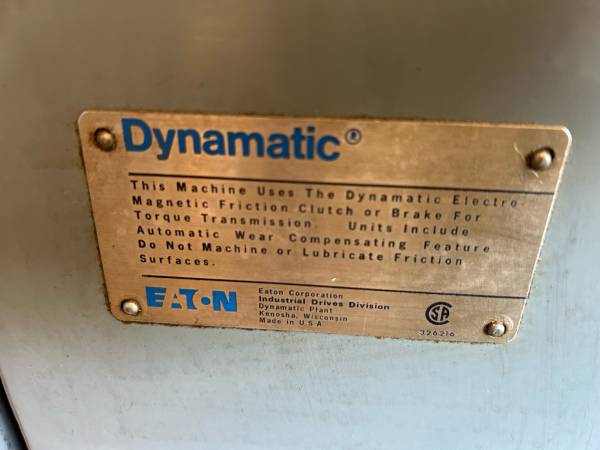 Dynamatic®
This Machine Uses The Dynamatic Electro
Magnetic Friction Clutch or Brake For
Torque Transmission. Units Include
Automatic Wear Compensating Feature
Do Not Machine or Lubricate Friction
Surfaces.
EATON
Eaton Corporation
Industrial Drives Division
Dynamatic Plant
Kenosha, Wisconsin
Made in U.S.A.
SA
326216